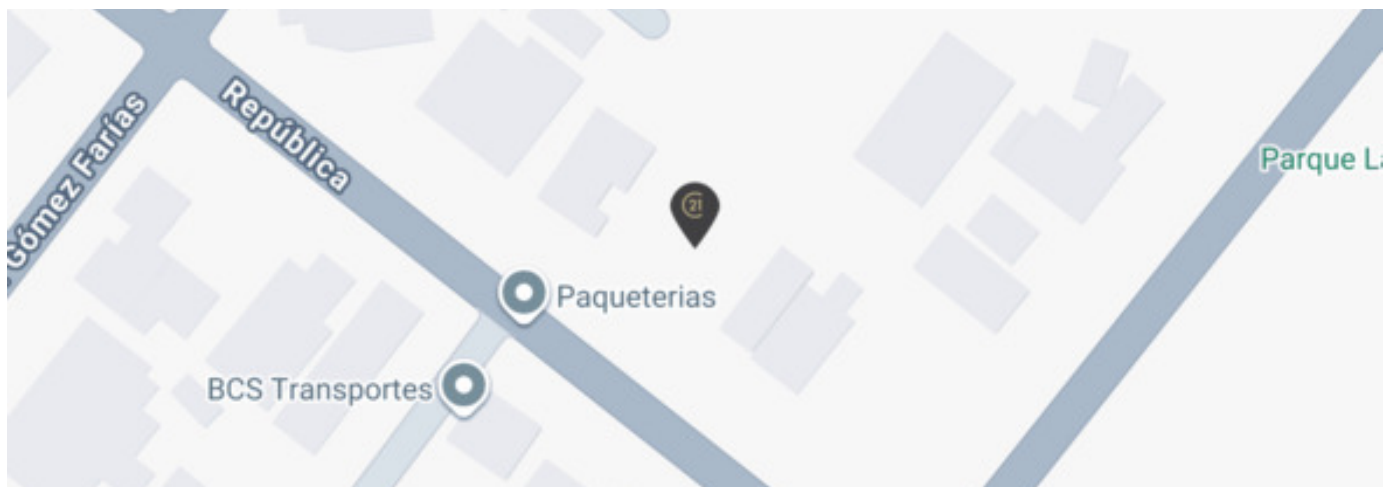 República
Gómez Farías
21
Parque La
Paqueterias
BCS Transportes